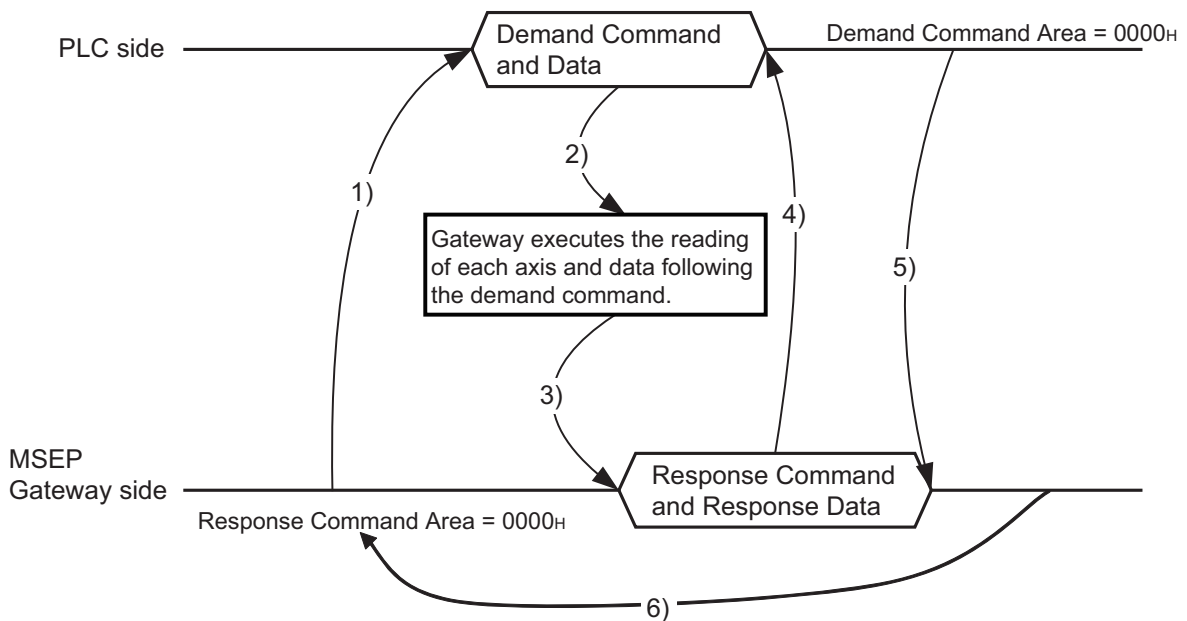 PLC side
Demand Command
and Data
Demand Command Area = 0000H
1)
2)
Gateway executes the reading
of each axis and data following
the demand command.
3)
4)
5)
MSEP
Gateway side
Response Command
and Response Data
Response Command Area = 0000H
6)